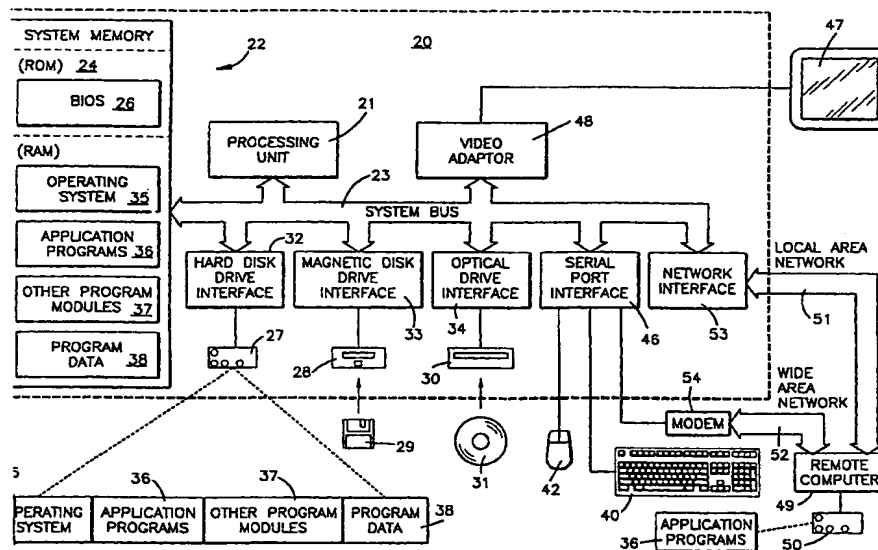 SYSTEM MEMORY
(ROM) 24
BIOS 26
(RAM)
OPERATING
SYSTEM 35
APPLICATION
PROGRAMS 36
OTHER PROGRAM
MODULES 37
PROGRAM
DATA 38
22
20
21
PROCESSING
UNIT
VIDEO
ADAPTOR
48
47
23
SYSTEM BUS
HARD DISK
DRIVE
INTERFACE
32
MAGNETIC DISK
DRIVE
INTERFACE
33
OPTICAL
DRIVE
INTERFACE
34
SERIAL
PORT
INTERFACE
46
NETWORK
INTERFACE
53
LOCAL AREA
NETWORK
51
27
28
29
30
31
42
40
54
MODEM
WIDE
AREA
NETWORK
52
REMOTE
COMPUTER
49
50
APPLICATION
PROGRAMS
36
PERATING
SYSTEM
36
APPLICATION
PROGRAMS
37
OTHER PROGRAM
MODULES
PROGRAM
DATA
38